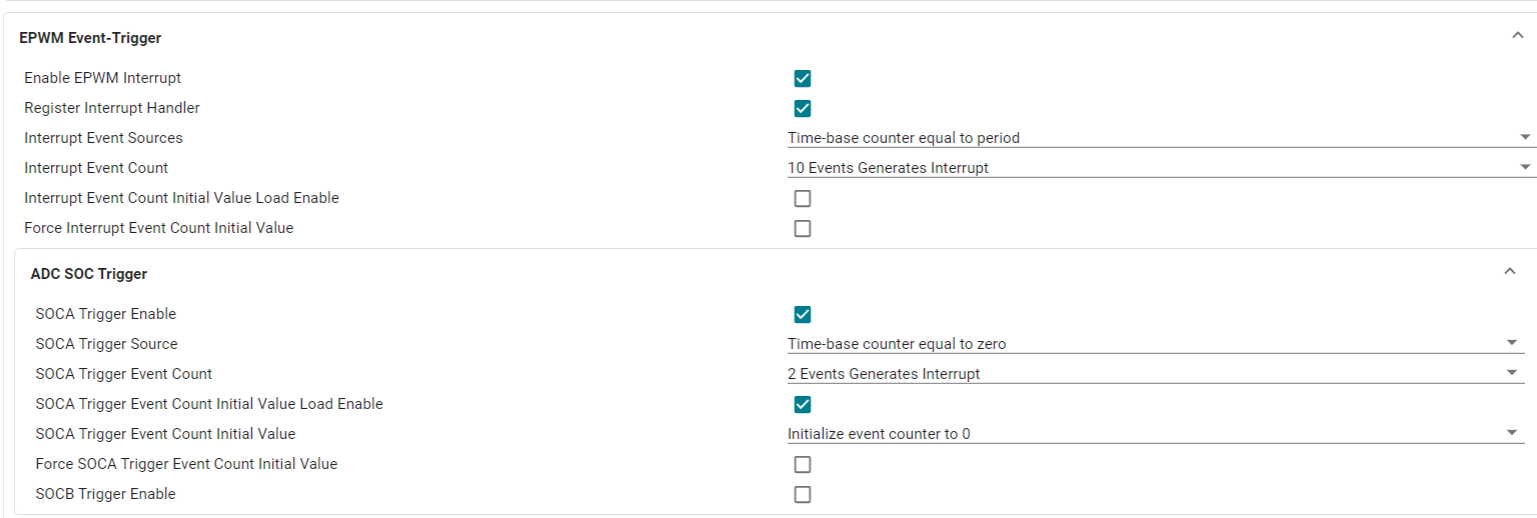 EPWM Event-Trigger
Enable EPWM Interrupt
Register Interrupt Handler
Interrupt Event Sources Time-base counter equal to period
Interrupt Event Count 10 Events Generates Interrupt
Interrupt Event Count Initial Value Load Enable
Force Interrupt Event Count Initial Value
ADC SOC Trigger
SOCA Trigger Enable
SOCA Trigger Source Time-base counter equal to zero
SOCA Trigger Event Count 2 Events Generates Interrupt
SOCA Trigger Event Count Initial Value Load Enable
SOCA Trigger Event Count Initial Value Initialize event counter to 0
Force SOCA Trigger Event Count Initial Value
SOCB Trigger Enable